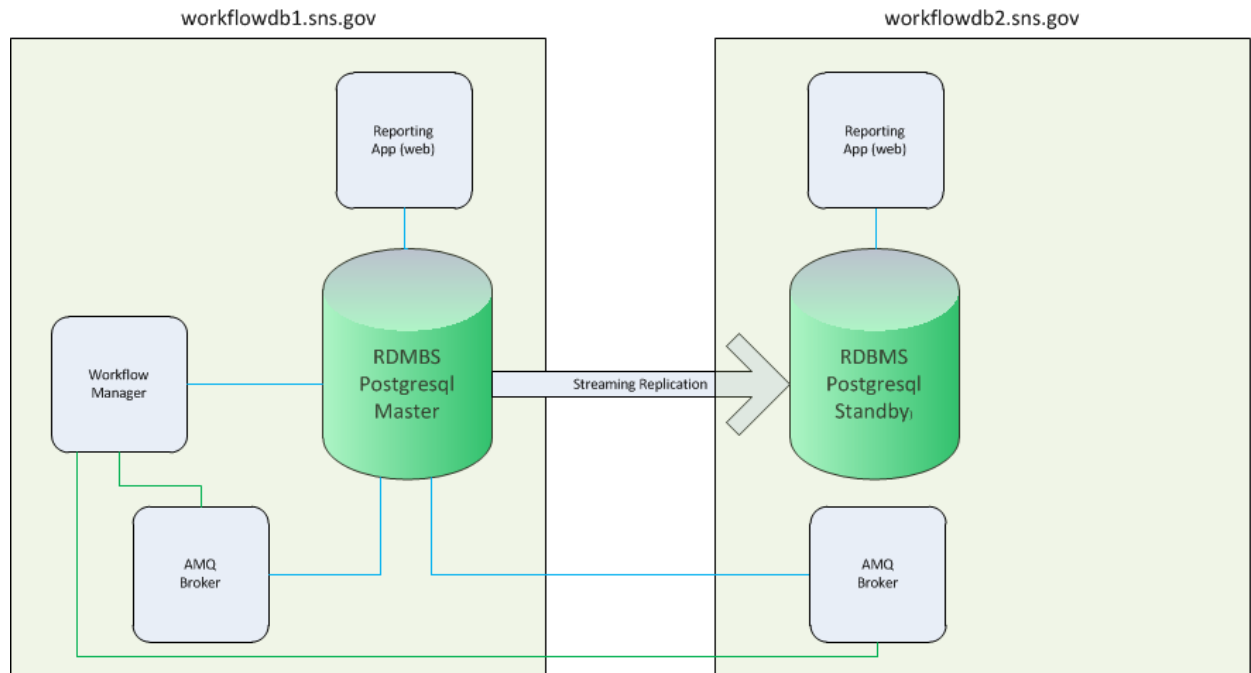 workflowdb1.sns.gov
workflowdb2.sns.gov
Reporting
App (web)
Reporting
App (web)
RDMBS
Postgresql
Master
Streaming Replication
RDBMS
Postgresql
Standby)
Workflow
Manager
AMQ
Broker
AMQ
Broker